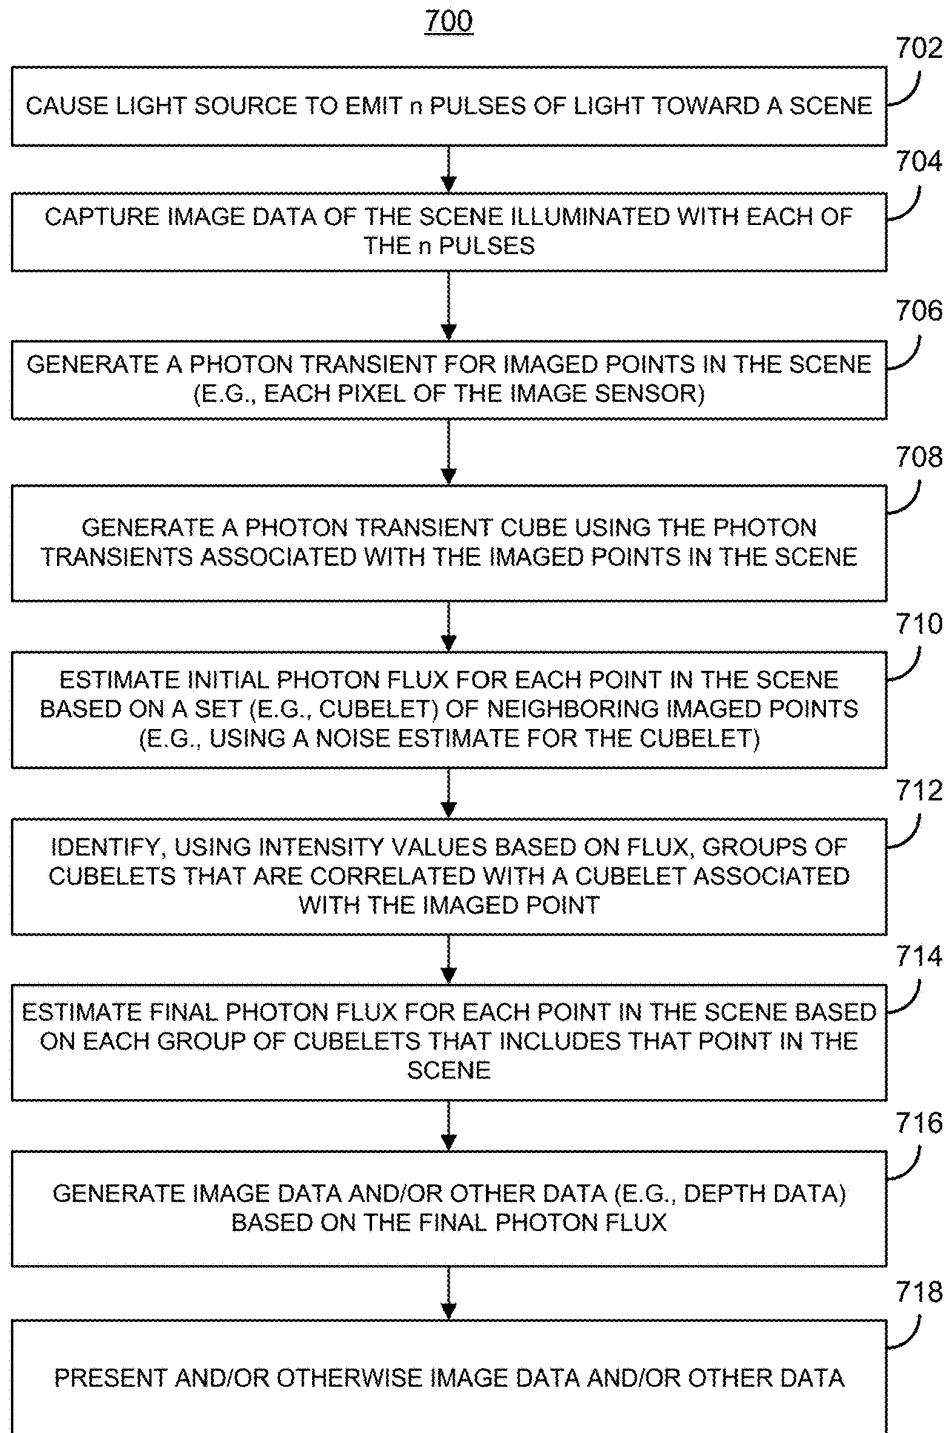 700
702
CAUSE LIGHT SOURCE TO EMIT n PULSES OF LIGHT TOWARD A SCENE
704
CAPTURE IMAGE DATA OF THE SCENE ILLUMINATED WITH EACH OF
THE n PULSES
706
GENERATE A PHOTON TRANSIENT FOR IMAGED POINTS IN THE SCENE
(E.G., EACH PIXEL OF THE IMAGE SENSOR)
708
GENERATE A PHOTON TRANSIENT CUBE USING THE PHOTON
TRANSIENTS ASSOCIATED WITH THE IMAGED POINTS IN THE SCENE
710
ESTIMATE INITIAL PHOTON FLUX FOR EACH POINT IN THE SCENE
BASED ON A SET (E.G., CUBELET) OF NEIGHBORING IMAGED POINTS
(E.G., USING A NOISE ESTIMATE FOR THE CUBELET)
712
IDENTIFY, USING INTENSITY VALUES BASED ON FLUX, GROUPS OF
CUBELETS THAT ARE CORRELATED WITH A CUBELET ASSOCIATED
WITH THE IMAGED POINT
714
ESTIMATE FINAL PHOTON FLUX FOR EACH POINT IN THE SCENE BASED
ON EACH GROUP OF CUBELETS THAT INCLUDES THAT POINT IN THE
SCENE
716
GENERATE IMAGE DATA AND/OR OTHER DATA (E.G., DEPTH DATA)
BASED ON THE FINAL PHOTON FLUX
718
PRESENT AND/OR OTHERWISE IMAGE DATA AND/OR OTHER DATA